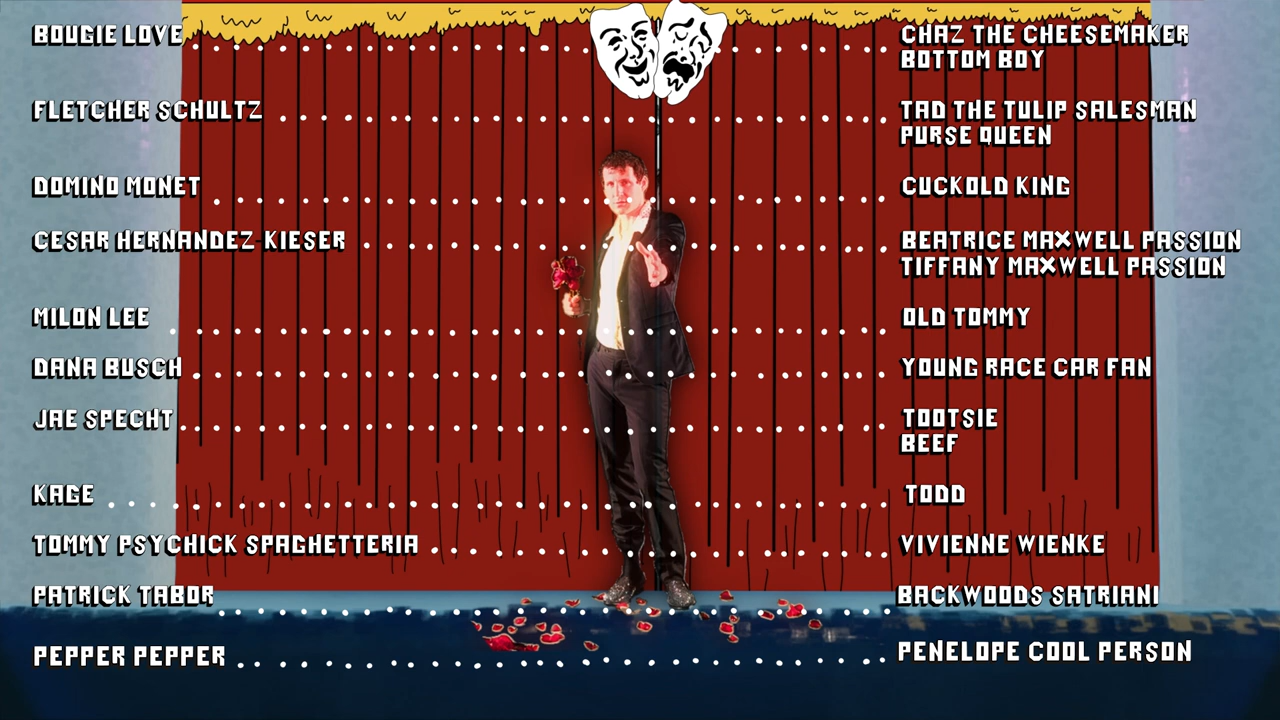 BOUGIE LOVE CHAZ THE CHEESEMAKER
BOTTOM BOY
FLETCHER SCHULTZ TAD THE TULIP SALESMAN
PURSE QUEEN
DOMINO MONET CUCKOLD KING
CESAR HERNANDEZ-KIESER BEATRICE MAXWELL PASSION
TIFFANY MAXWELL PASSION
MILON LEE OLD TOMMY
DANA BUSCH YOUNG RACE CAR FAN
JAE SPECHT TOOTSIE
BEEF
KAGE TODD
TOMMY PSYCHICK SPAGHETTERIA VIVIENNE WIENKE
PATRICK TABOR BACKWOODS SATRIANI
PEPPER PEPPER PENELOPE COOL PERSON